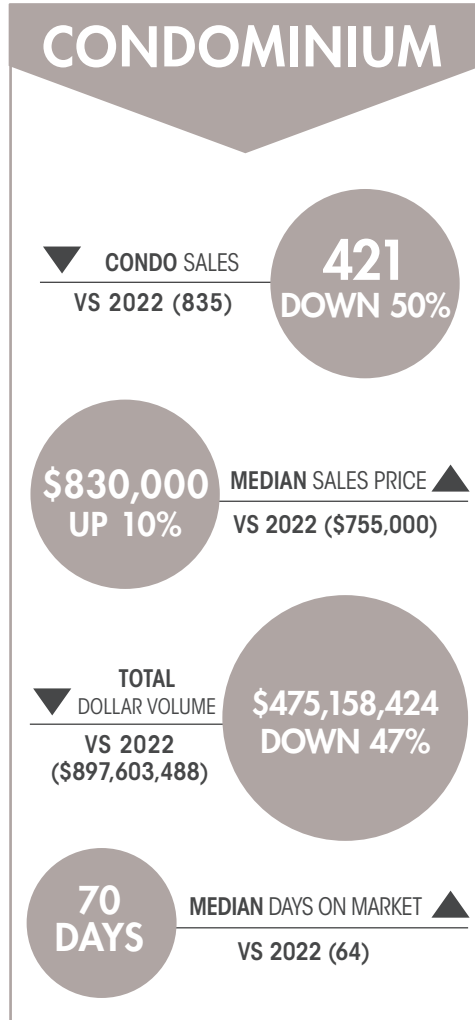 CONDOMINIUM
CONDO SALES
VS 2022 (835)
421
DOWN 50%
$830,000
UP 10%
MEDIAN SALES PRICE
VS 2022 ($755,000)
TOTAL
DOLLAR VOLUME
VS 2022
($897,603,488)
$475,158,424
DOWN 47%
70
DAYS
MEDIAN DAYS ON MARKET
VS 2022 (64)